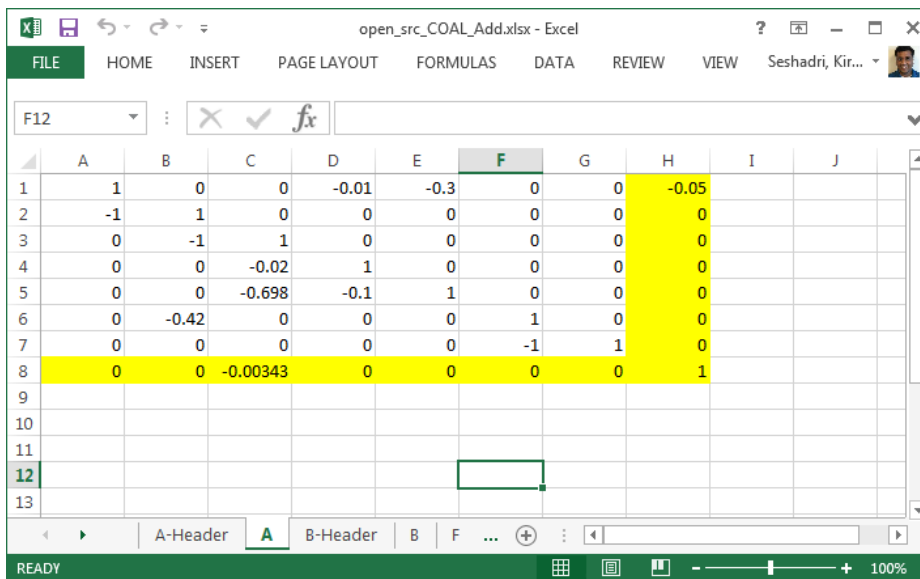 open_src_COAL_Add.xlsx - Excel ?
FILE HOME INSERT PAGE LAYOUT FORMULAS DATA REVIEW VIEW Seshadri, Kir...
F12 fx
A B C D E F G H I J
1 1 0 0 -0.01 -0.3 0 0 -0.05
2 -1 1 0 0 0 0 0 0
3 0 -1 1 0 0 0 0 0
4 0 0 -0.02 1 0 0 0 0
5 0 0 -0.698 -0.1 1 0 0 0
6 0 -0.42 0 0 0 1 0 0
7 0 0 0 0 0 -1 1 0
8 0 0 -0.00343 0 0 0 0 1
9
10
11
12
13
A-Header A B-Header B F ...
READY 100%